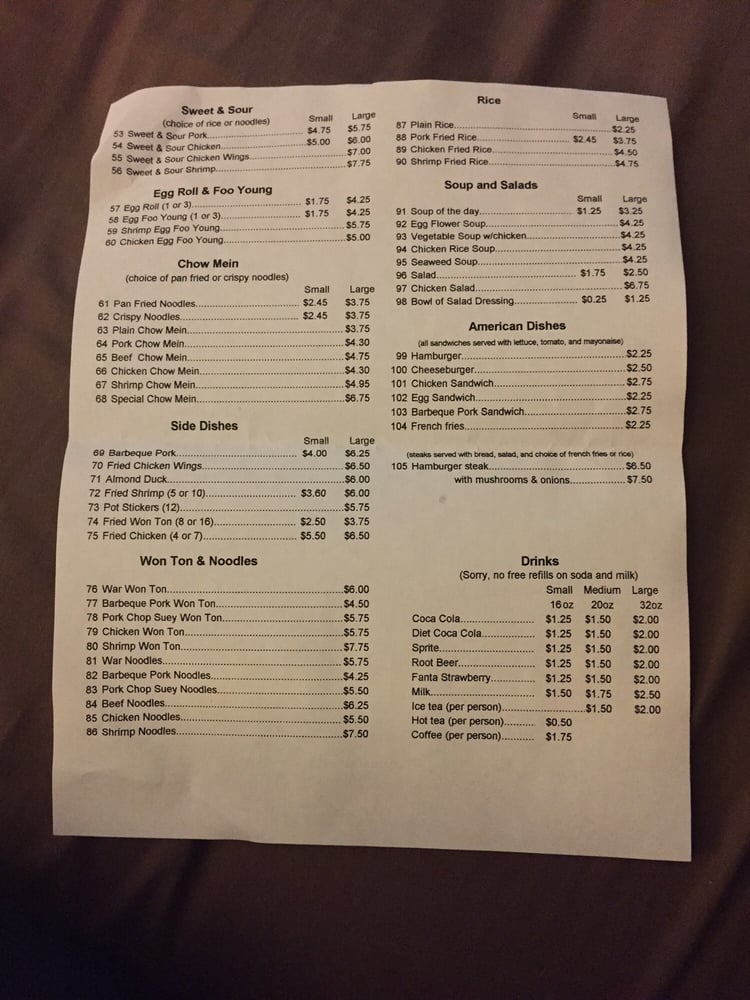 Sweet & Sour
(choice of rice or noodles) Small Large
53 Sweet & Sour Pork $4.75 $5.75
54 Sweet & Sour Chicken $5.00 $6.00
55 Sweet & Sour Chicken Wings $7.00
56 Sweet & Sour Shrimp $7.75
Egg Roll & Foo Young
57 Egg Roll (1 or 3) $1.75 $4.25
58 Egg Foo Young (1 or 3) $1.75 $4.25
59 Shrimp Egg Foo Young $5.75
60 Chicken Egg Foo Young $5.00
Chow Mein
(choice of pan fried or crispy noodles)
Small Large
61 Pan Fried Noodles $2.45 $3.75
62 Crispy Noodles $2.45 $3.75
63 Plain Chow Mein $3.75
64 Pork Chow Mein $4.30
65 Beef Chow Mein $4.75
66 Chicken Chow Mein $4.30
67 Shrimp Chow Mein $4.95
68 Special Chow Mein $6.75
Side Dishes
Small Large
69 Barbeque Pork $4.00 $6.25
70 Fried Chicken Wings $6.50
71 Almond Duck $6.00
72 Fried Shrimp (5 or 10) $3.60 $6.00
73 Pot Stickers (12) $5.75
74 Fried Won Ton (8 or 16) $2.50 $3.75
75 Fried Chicken (4 or 7) $5.50 $6.50
Won Ton & Noodles
76 War Won Ton $6.00
77 Barbeque Pork Won Ton $4.50
78 Pork Chop Suey Won Ton $5.75
79 Chicken Won Ton $5.75
80 Shrimp Won Ton $7.75
81 War Noodles $5.75
82 Barbeque Pork Noodles $4.25
83 Pork Chop Suey Noodles $5.50
84 Beef Noodles $6.25
85 Chicken Noodles $5.50
86 Shrimp Noodles $7.50
Rice
Small Large
87 Plain Rice $2.25
88 Pork Fried Rice $2.45 $3.75
89 Chicken Fried Rice $4.50
90 Shrimp Fried Rice $4.75
Soup and Salads
Small Large
91 Soup of the day $1.25 $3.25
92 Egg Flower Soup $4.25
93 Vegetable Soup w/chicken $4.25
94 Chicken Rice Soup $4.25
95 Seaweed Soup $4.25
96 Salad $1.75 $2.50
97 Chicken Salad $6.75
98 Bowl of Salad Dressing $0.25 $1.25
American Dishes
(all sandwiches served with lettuce, tomato, and mayonaise)
99 Hamburger $2.25
100 Cheeseburger $2.50
101 Chicken Sandwich $2.75
102 Egg Sandwich $2.25
103 Barbeque Pork Sandwich $2.75
104 French fries $2.25
(steaks served with bread, salad, and choice of french fries or rice)
105 Hamburger steak $6.50
with mushrooms & onions $7.50
Drinks
(Sorry, no free refills on soda and milk)
Small Medium Large
16oz 20oz 32oz
Coca Cola $1.25 $1.50 $2.00
Diet Coca Cola $1.25 $1.50 $2.00
Sprite $1.25 $1.50 $2.00
Root Beer $1.25 $1.50 $2.00
Fanta Strawberry $1.25 $1.50 $2.00
Milk $1.50 $1.75 $2.50
Ice tea (per person) $1.50 $2.00
Hot tea (per person) $0.50
Coffee (per person) $1.75